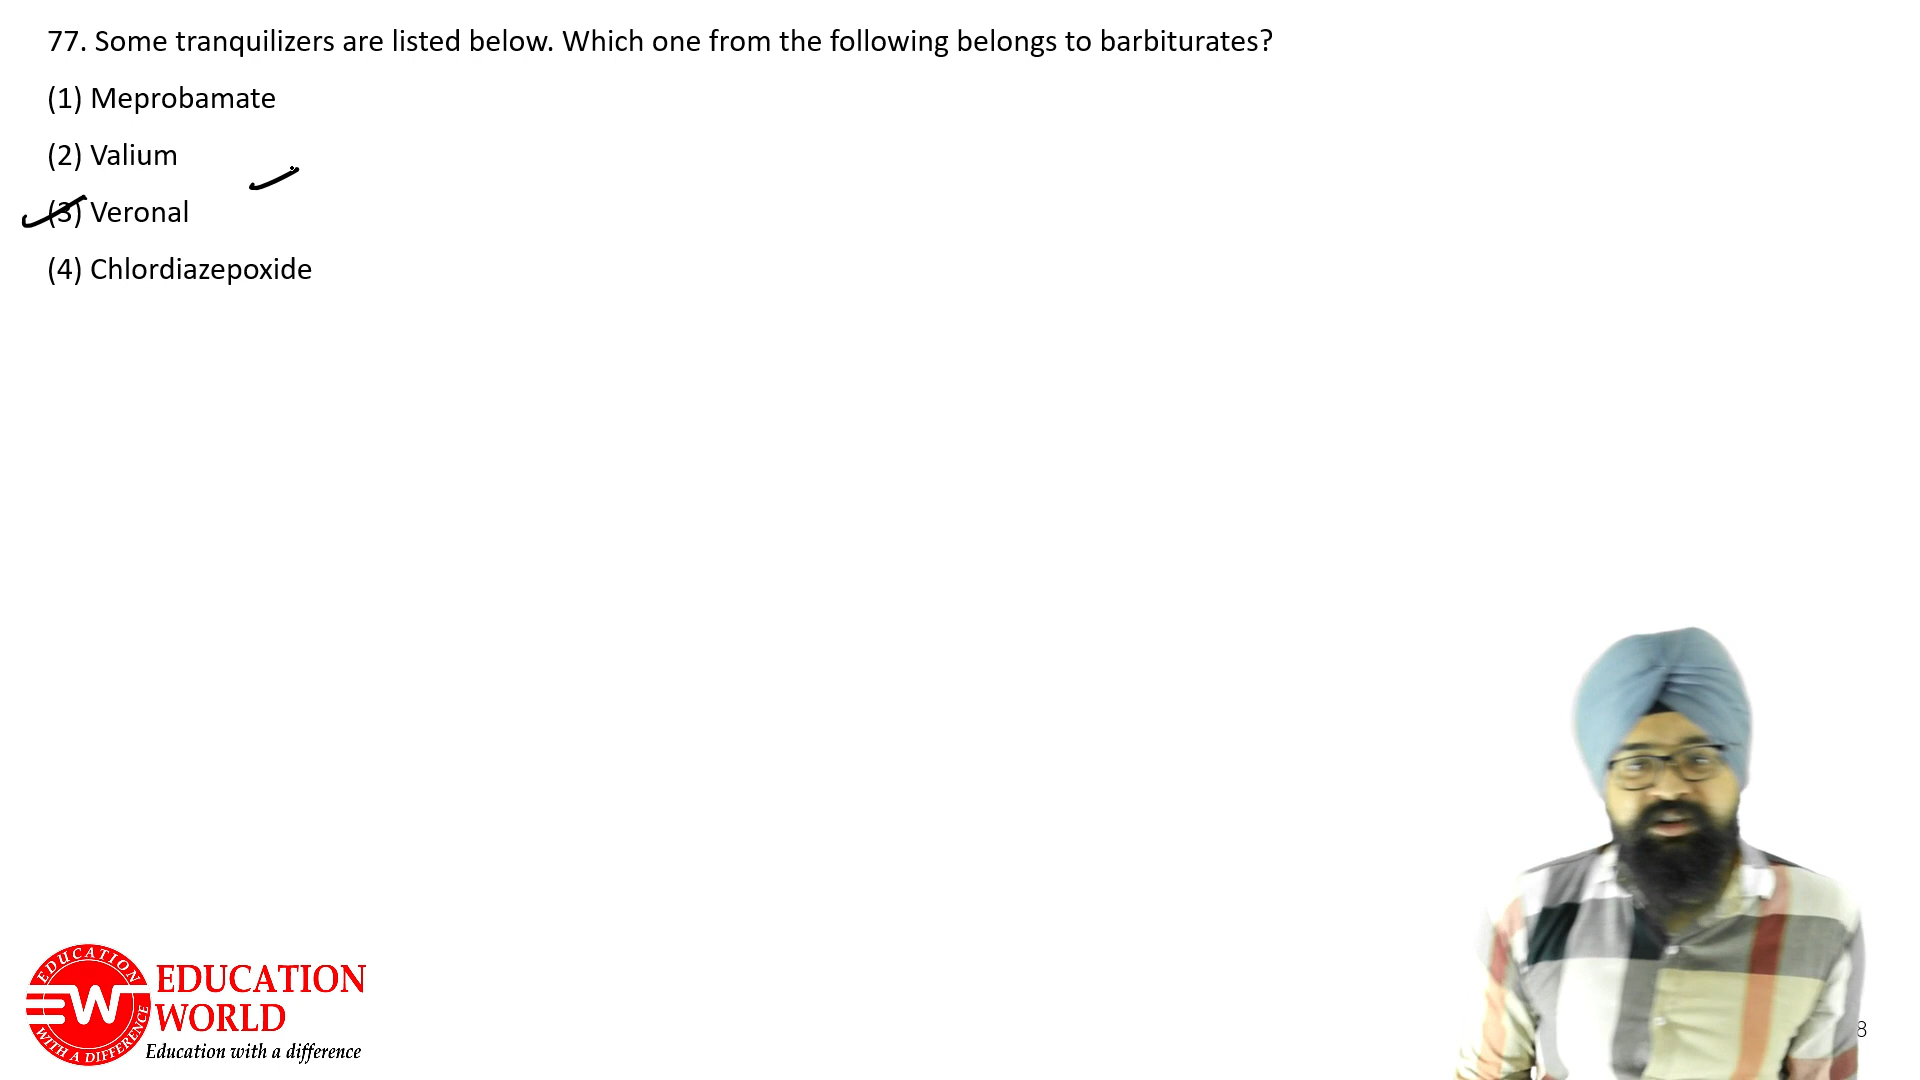 77. Some tranquilizers are listed below. Which one from the following belongs to barbiturates?
(1) Meprobamate
(2) Valium
(3) Veronal
(4) Chlordiazepoxide
EDUCATION
WITH A DIFFERENCE
EW
EDUCATION
WORLD
Education with a difference
8